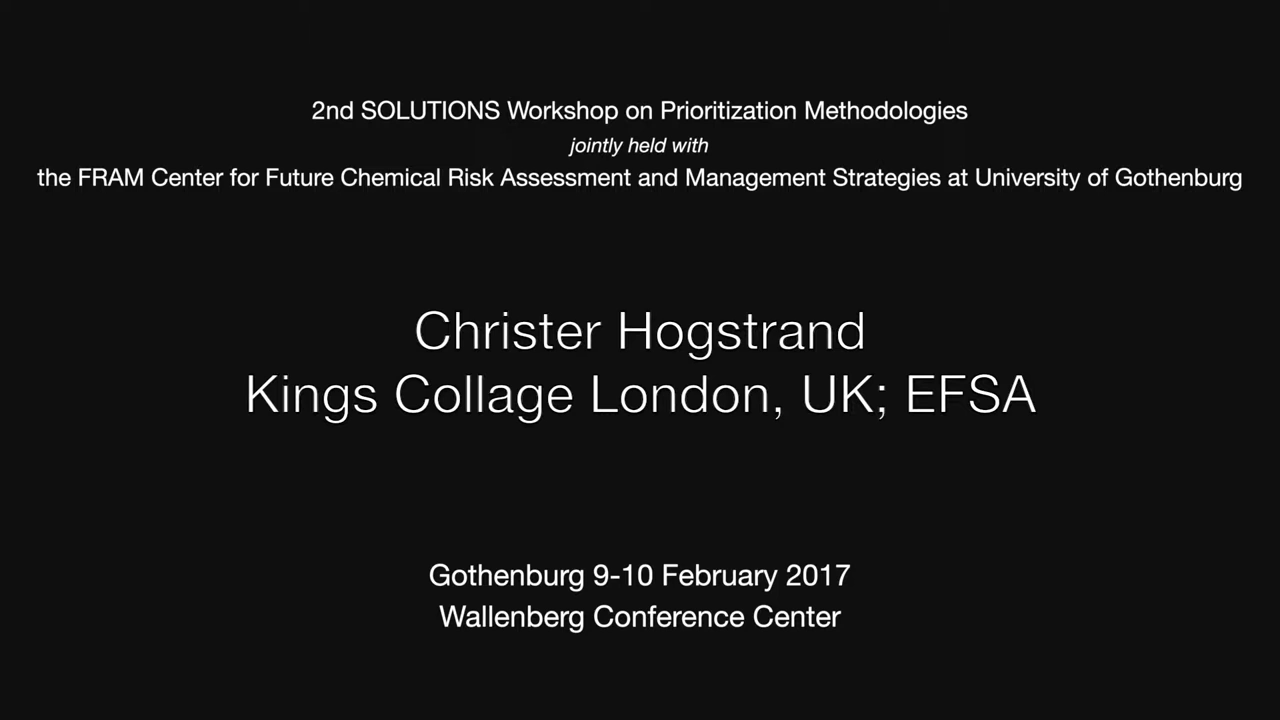 2nd SOLUTIONS Workshop on Prioritization Methodologies
jointly held with
the FRAM Center for Future Chemical Risk Assessment and Management Strategies at University of Gothenburg
Christer Hogstrand
Kings Collage London, UK; EFSA
Gothenburg 9-10 February 2017
Wallenberg Conference Center